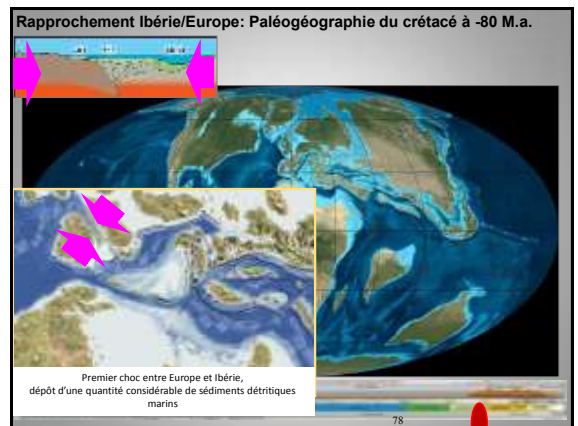 Rapprochement Ibérie/Europe: Paléogéographie du crétacé à -80 M.a.
Premier choc entre Europe et Ibérie,
dépôt d'une quantité considérable de sédiments détritiques
marins
78